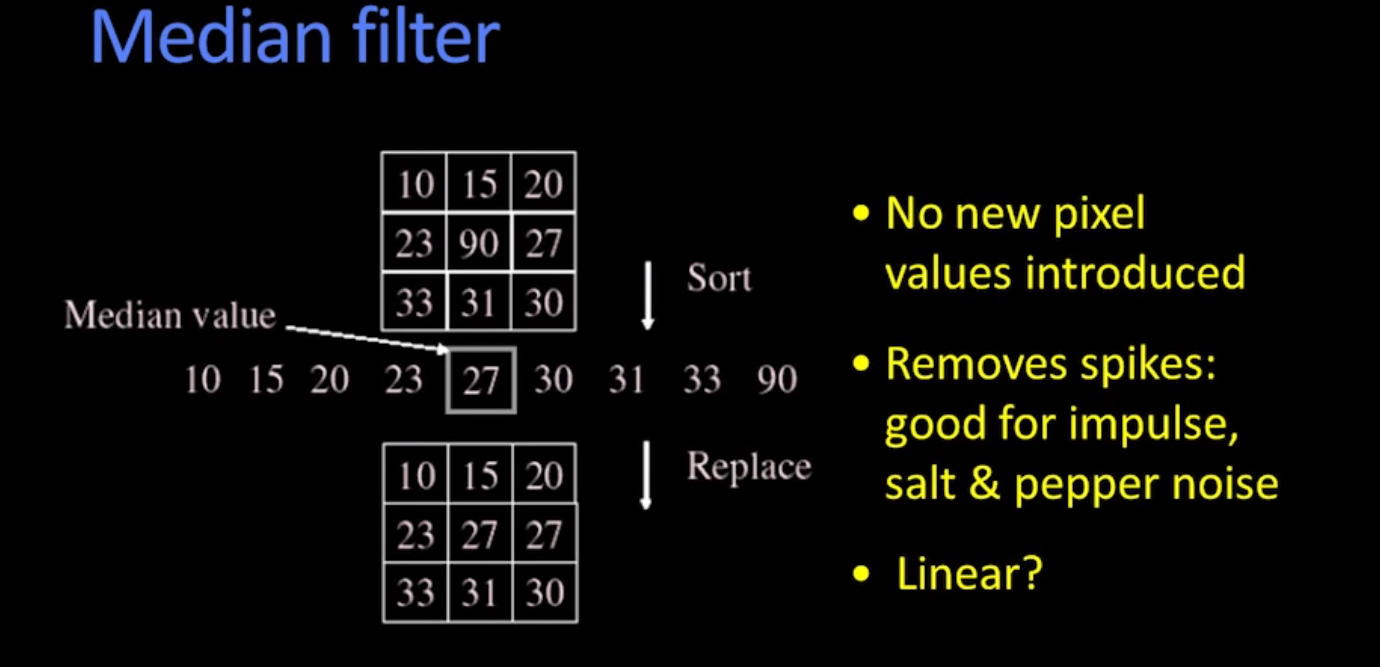 Median filter
10 15 20
23 90 27
33 31 30
Sort
Median value
10 15 20 23 27 30 31 33 90
Replace
10 15 20
23 27 27
33 31 30
• No new pixel
values introduced
• Removes spikes:
good for impulse,
salt & pepper noise
• Linear?